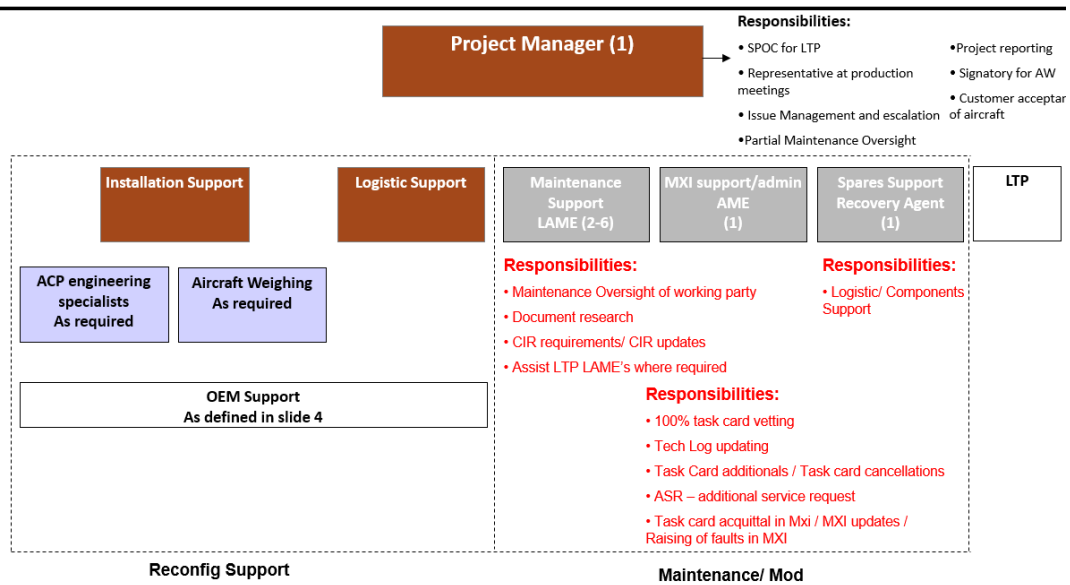 Project Manager (1)
Responsibilities:
• SPOC for LTP
• Representative at production
meetings
• Issue Management and escalation
•Partial Maintenance Oversight
•Project reporting
• Signatory for AW
• Customer acceptan
of aircraft
Installation Support
Logistic Support
Maintenance
Support
LAME (2-6)
MXI support/admin
AME
(1)
Spares Support
Recovery Agent
(1)
LTP
ACP engineering
specialists
As required
Aircraft Weighing
As required
OEM Support
As defined in slide 4
Responsibilities:
• Maintenance Oversight of working party
• Document research
• CIR requirements/ CIR updates
• Assist LTP LAME's where required
Responsibilities:
• Logistic/ Components
Support
Responsibilities:
• 100% task card vetting
• Tech Log updating
• Task Card additionals / Task card cancellations
• ASR – additional service request
• Task card acquittal in Mxi / MXI updates /
Raising of faults in MXI
Reconfig Support
Maintenance/ Mod